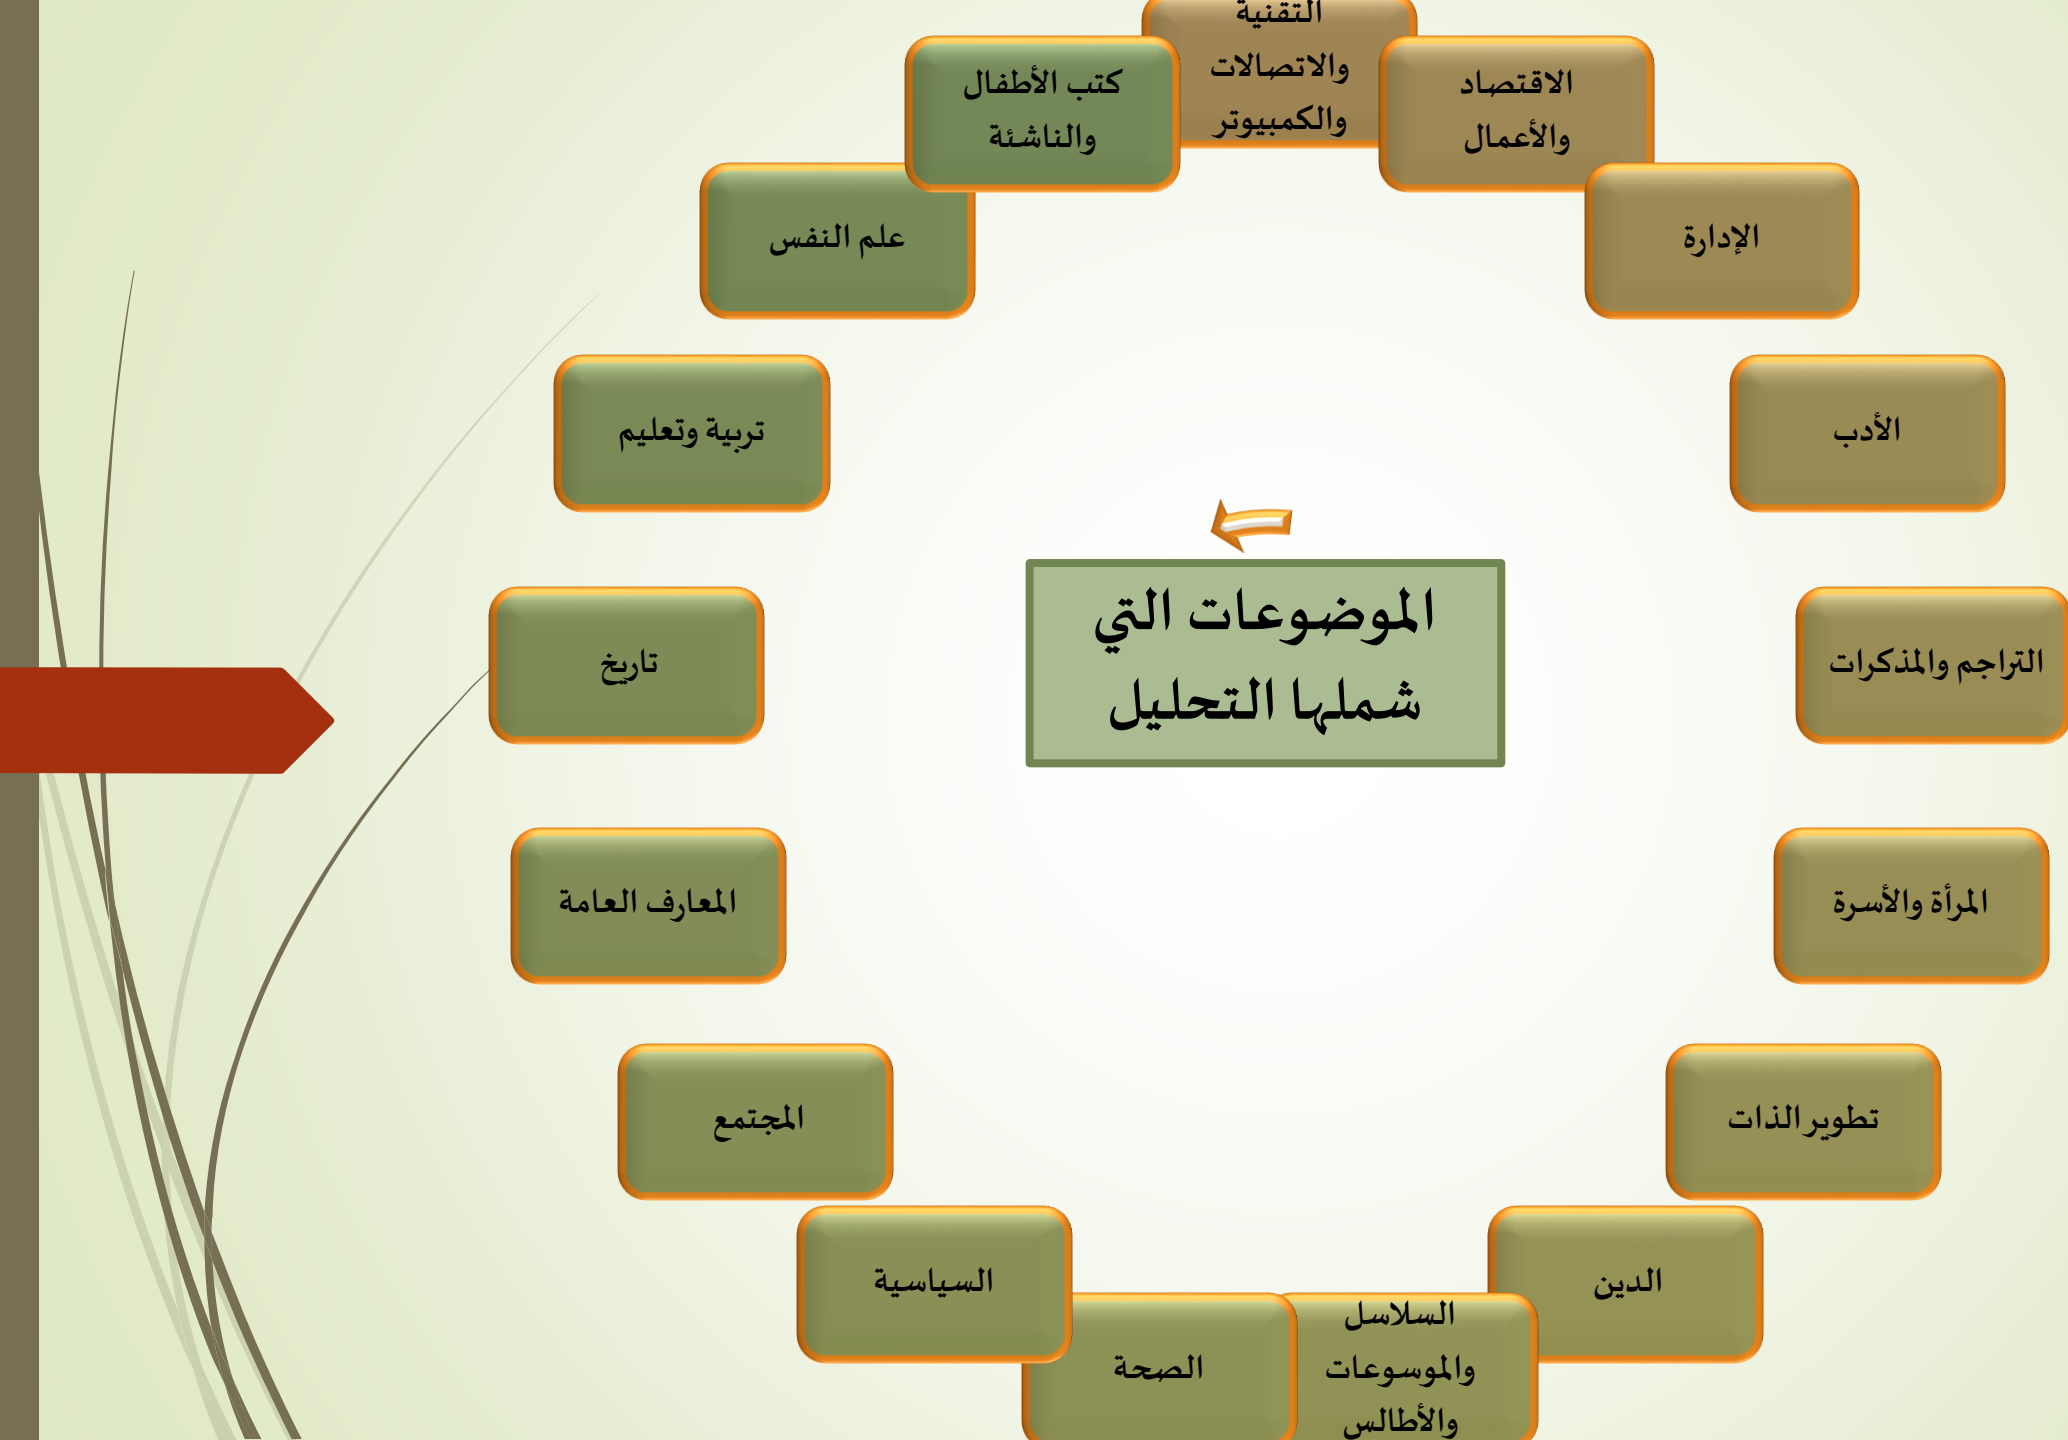 الموضوعات التي
شملها التحليل
التقنية
والاتصالات
والكمبيوتر
الاقتصاد
والأعمال
الإدارة
الأدب
التراجم والمذكرات
المرأة والأسرة
تطوير الذات
الدين
السلاسل
والموسوعات
والأطالس
الصحة
السياسية
المجتمع
المعارف العامة
تاريخ
تربية وتعليم
علم النفس
كتب الأطفال
والناشئة